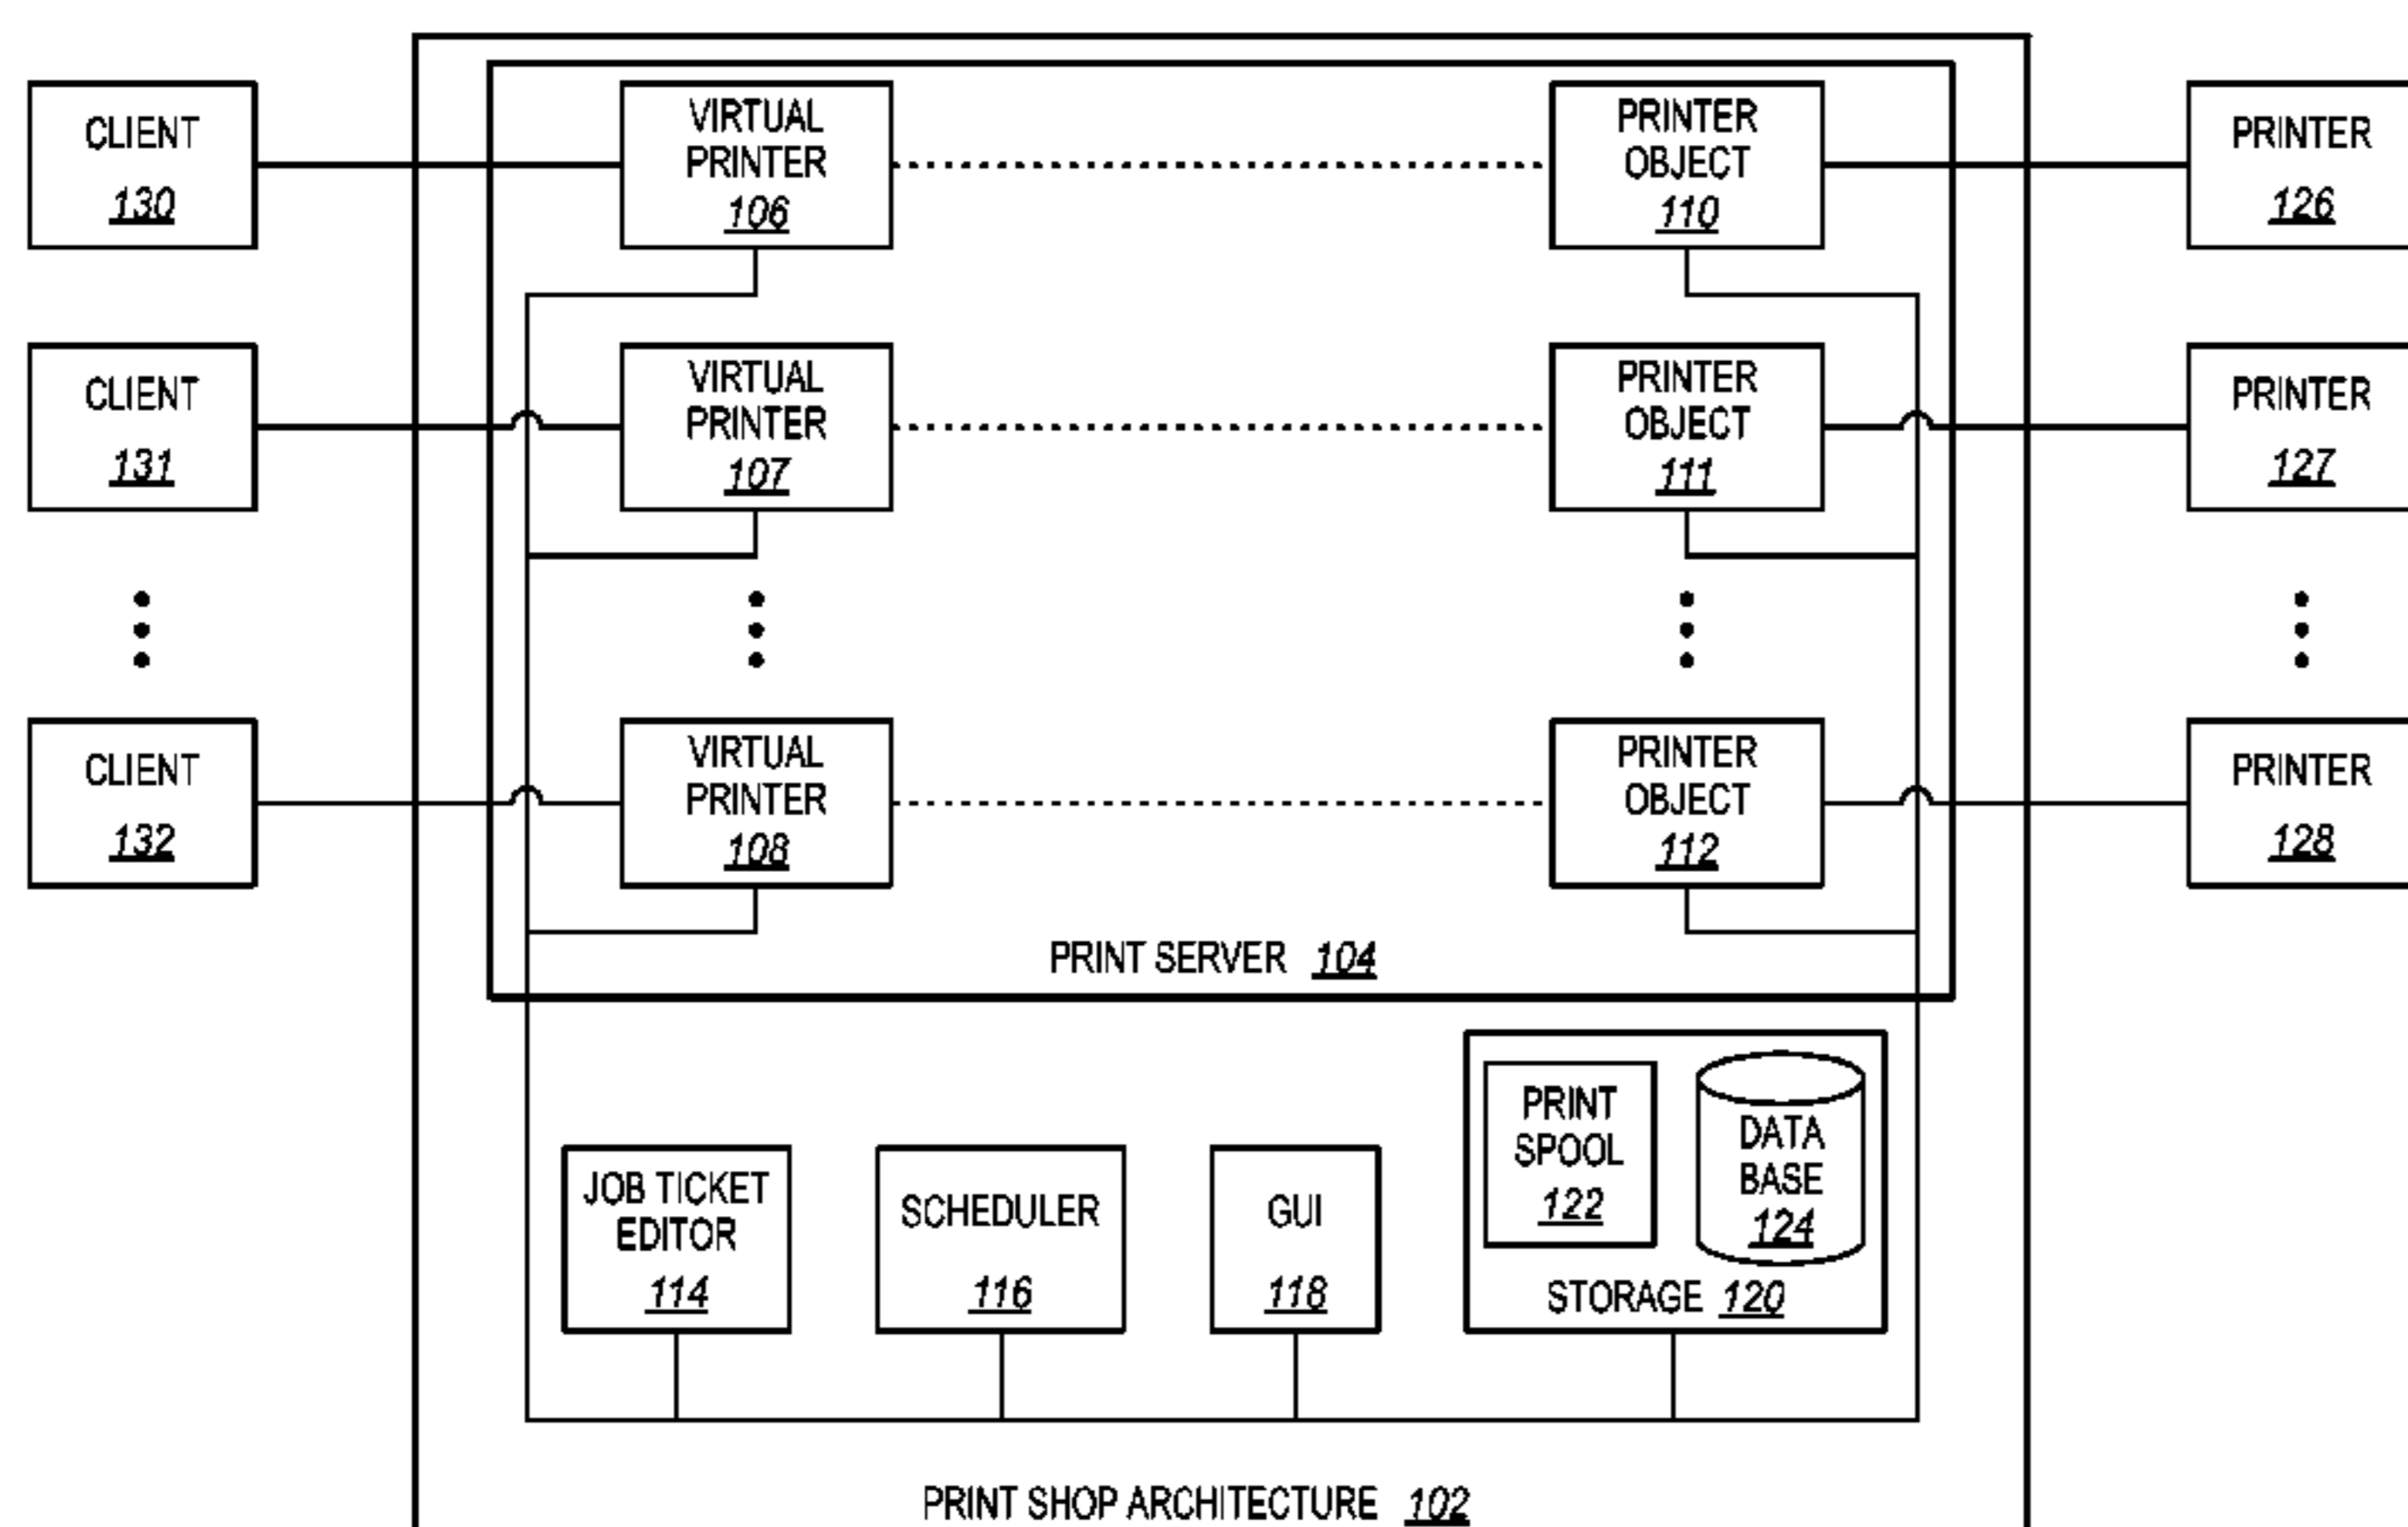 CLIENT
130
VIRTUAL
PRINTER
106
PRINTER
OBJECT
110
PRINTER
126
CLIENT
131
VIRTUAL
PRINTER
107
PRINTER
OBJECT
111
PRINTER
127
CLIENT
132
VIRTUAL
PRINTER
108
PRINTER
OBJECT
112
PRINTER
128
PRINT SERVER 104
JOB TICKET
EDITOR
114
SCHEDULER
116
GUI
118
PRINT
SPOOL
122
DATA
BASE
124
STORAGE 120
PRINT SHOP ARCHITECTURE 102